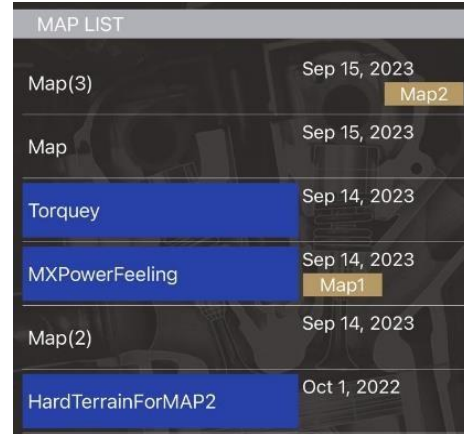 MAP LIST
Map(3)
Sep 15, 2023
Map2
Map
Sep 15, 2023
Torquey
Sep 14, 2023
MXPowerFeeling
Sep 14, 2023
Map1
Map(2)
Sep 14, 2023
HardTerrainForMAP2
Oct 1, 2022